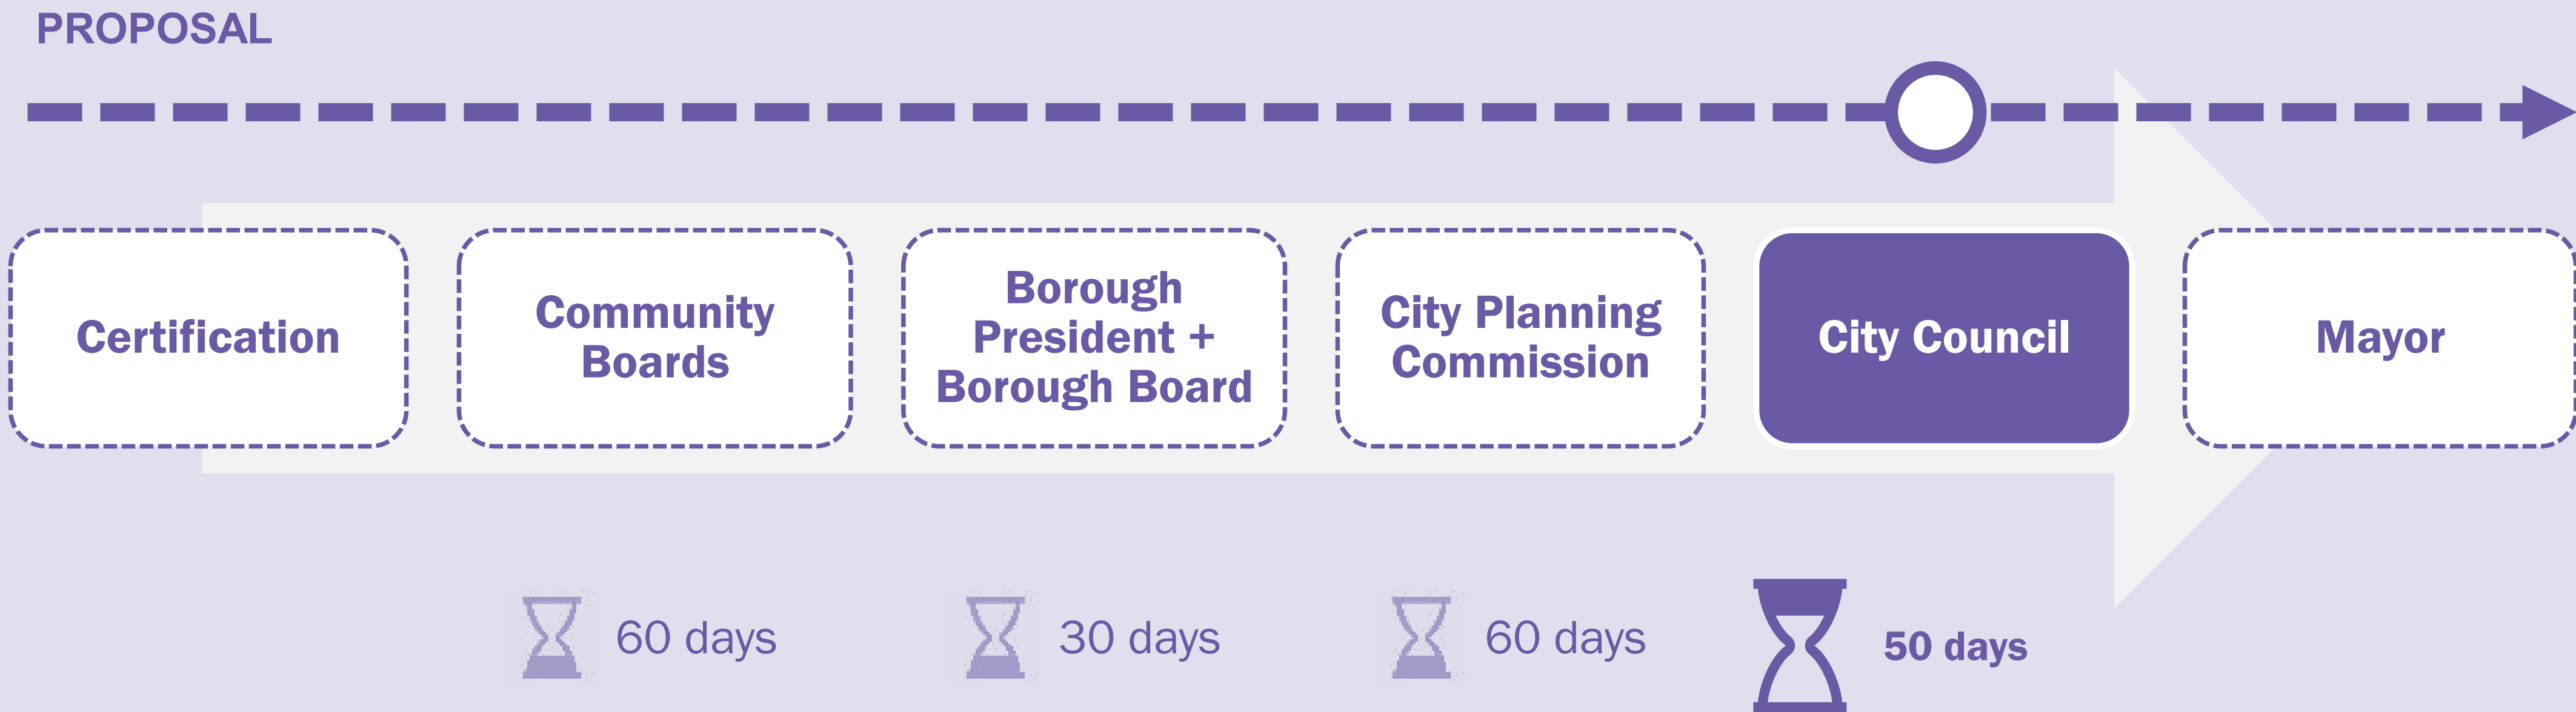 PROPOSAL
Certification
Community
Boards
Borough
President +
Borough Board
City Planning
Commission
City Council
Mayor
60 days
30 days
60 days
50 days